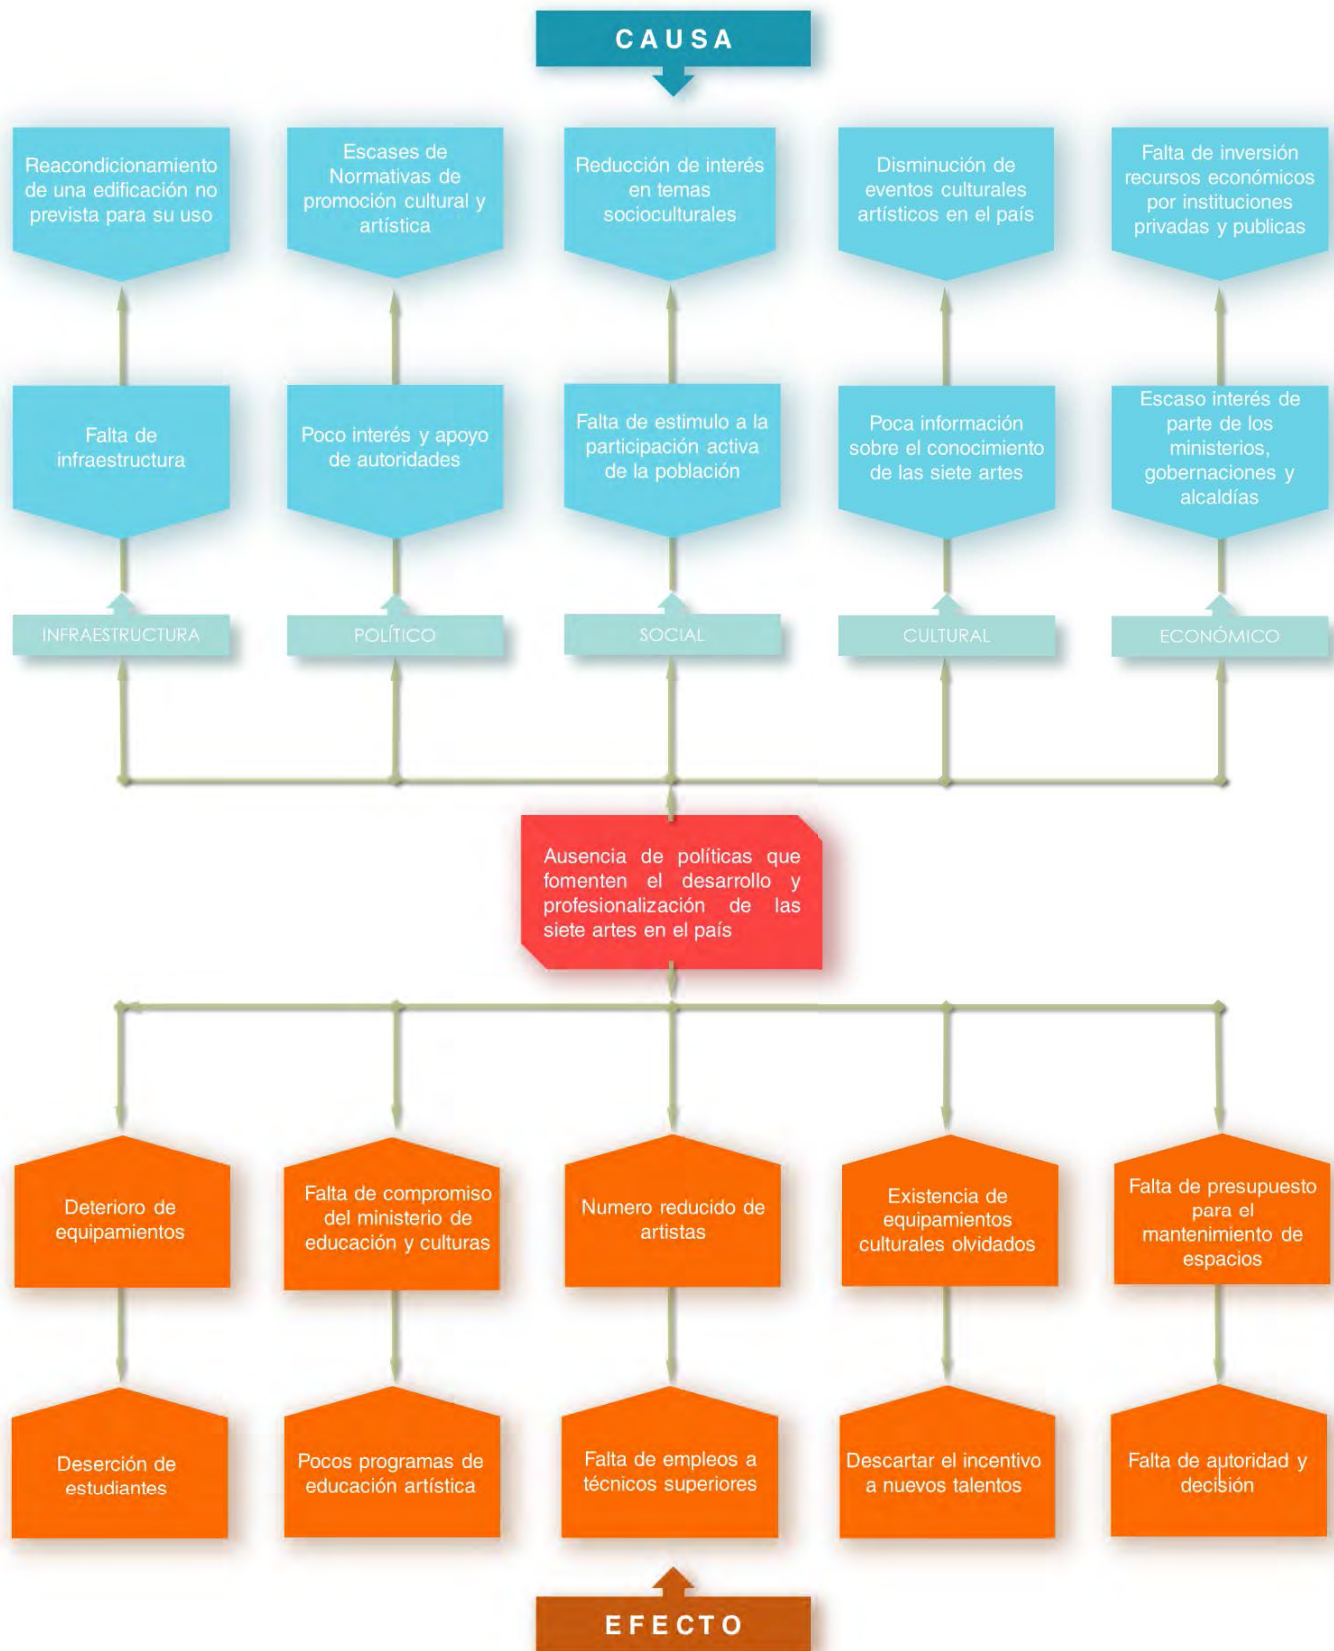 CAUSA
Reacondicionamiento
de una edificación no
prevista para su uso
Escases de
Normativas de
promoción cultural y
artística
Reducción de interés
en temas
socioculturales
Disminución de
eventos culturales
artísticos en el país
Falta de inversión
recursos económicos
por instituciones
privadas y publicas
Falta de
infraestructura
Poco interés y apoyo
de autoridades
Falta de estimulo a la
participación activa
de la población
Poca información
sobre el conocimiento
de las siete artes
Escaso interés de
parte de los
ministerios,
gobernaciones y
alcaldías
INFRAESTRUCTURA
POLÍTICO
SOCIAL
CULTURAL
ECONÓMICO
Ausencia de políticas que
fomenten el desarrollo y
profesionalización de las
siete artes en el país
Deterioro de
equipamientos
Falta de compromiso
del ministerio de
educación y culturas
Numero reducido de
artistas
Existencia de
equipamientos
culturales olvidados
Falta de presupuesto
para el
mantenimiento de
espacios
Deserción de
estudiantes
Pocos programas de
educación artística
Falta de empleos a
técnicos superiores
Descartar el incentivo
a nuevos talentos
Falta de autoridad y
decisión
EFECTO